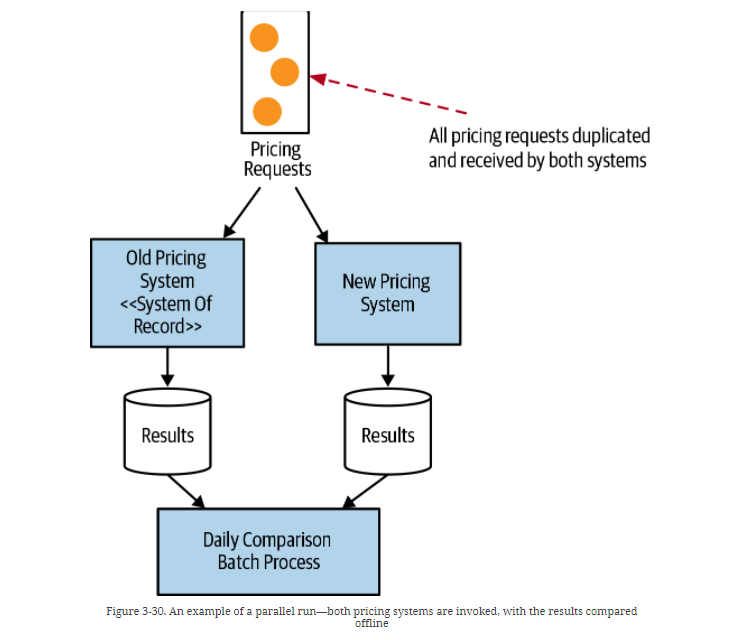 Pricing
Requests
All pricing requests duplicated
and received by both systems
Old Pricing
System
<<System Of
Record>>
New Pricing
System
Results
Results
Daily Comparison
Batch Process
Figure 3-30. An example of a parallel run—both pricing systems are invoked, with the results compared
offline